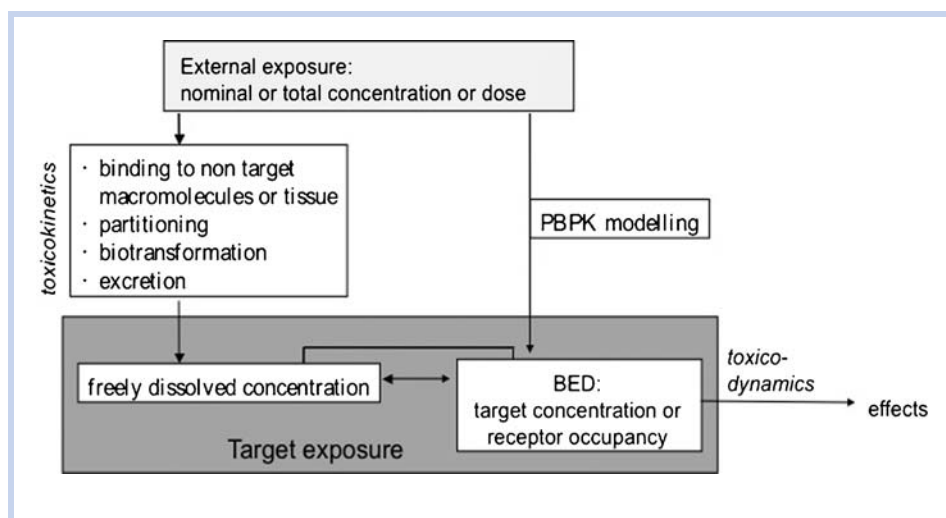 External exposure:
nominal or total concentration or dose
toxicokinetics
· binding to non target
macromolecules or tissue
· partitioning
· biotransformation
· excretion
PBPK modelling
freely dissolved concentration
BED:
target concentration or
receptor occupancy
Target exposure
toxico-
dynamics
effects